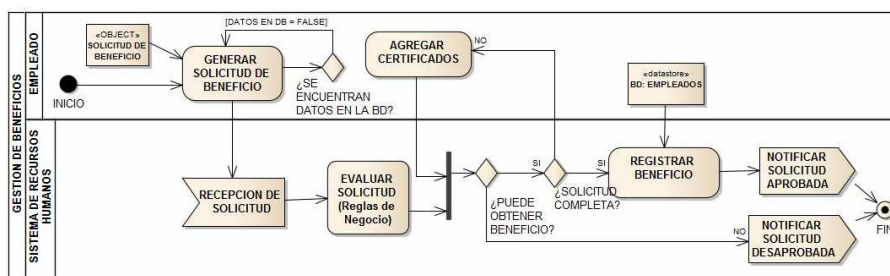 GESTION DE BENEFICIOS
EMPLEADO
«OBJECT»
SOLICITUD DE
BENEFICIO
INICIO
[DATOS EN DB = FALSE]
GENERAR
SOLICITUD DE
BENEFICIO
¿SE
ENCUENTRAN
DATOS EN LA BD?
AGREGAR
CERTIFICADOS
NO
«datastore»
BD: EMPLEADOS
SISTEMA DE RECURSOS
HUMANOS
RECEPCION DE
SOLICITUD
EVALUAR
SOLICITUD
(Reglas de
Negocio)
¿PUEDE
OBTENER
BENEFICIO?
SI
¿SOLICITUD
COMPLETA?
SI
REGISTRAR
BENEFICIO
NOTIFICAR
SOLICITUD
APROBADA
NO
NOTIFICAR
SOLICITUD
DESAPROBADA
FIN